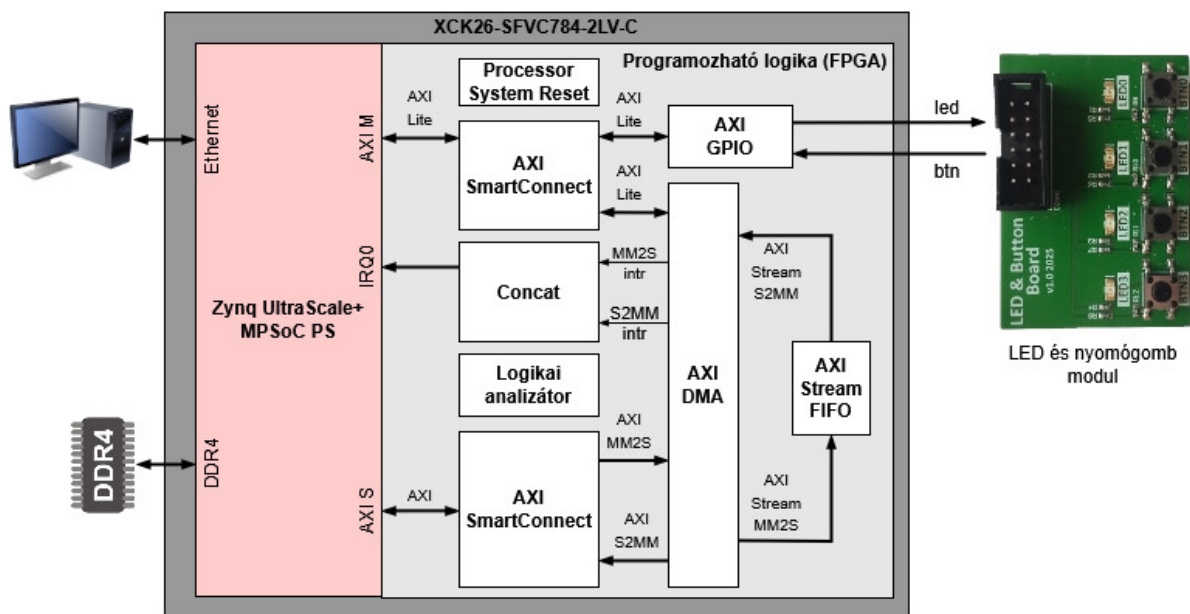 XCK26-SFVC784-2LV-C
Programozható logika (FPGA)
Ethernet
DDR4
DDR4
Zynq UltraScale+
MPSoC PS
AXI M
IRQ0
AXI S
AXI
Lite
AXI
Processor
System Reset
AXI
SmartConnect
Concat
Logikai
analizátor
AXI
SmartConnect
AXI
Lite
AXI
Lite
MM2S
intr
S2MM
intr
AXI
MM2S
AXI
S2MM
AXI
GPIO
AXI
DMA
AXI
Stream
S2MM
AXI
Stream
FIFO
AXI
Stream
MM2S
led
btn
LED & Button
Board
v1.0 2025
LED0
BTN0
LED1
BTN1
LED2
BTN2
LED3
BTN3
LED és nyomógomb
modul